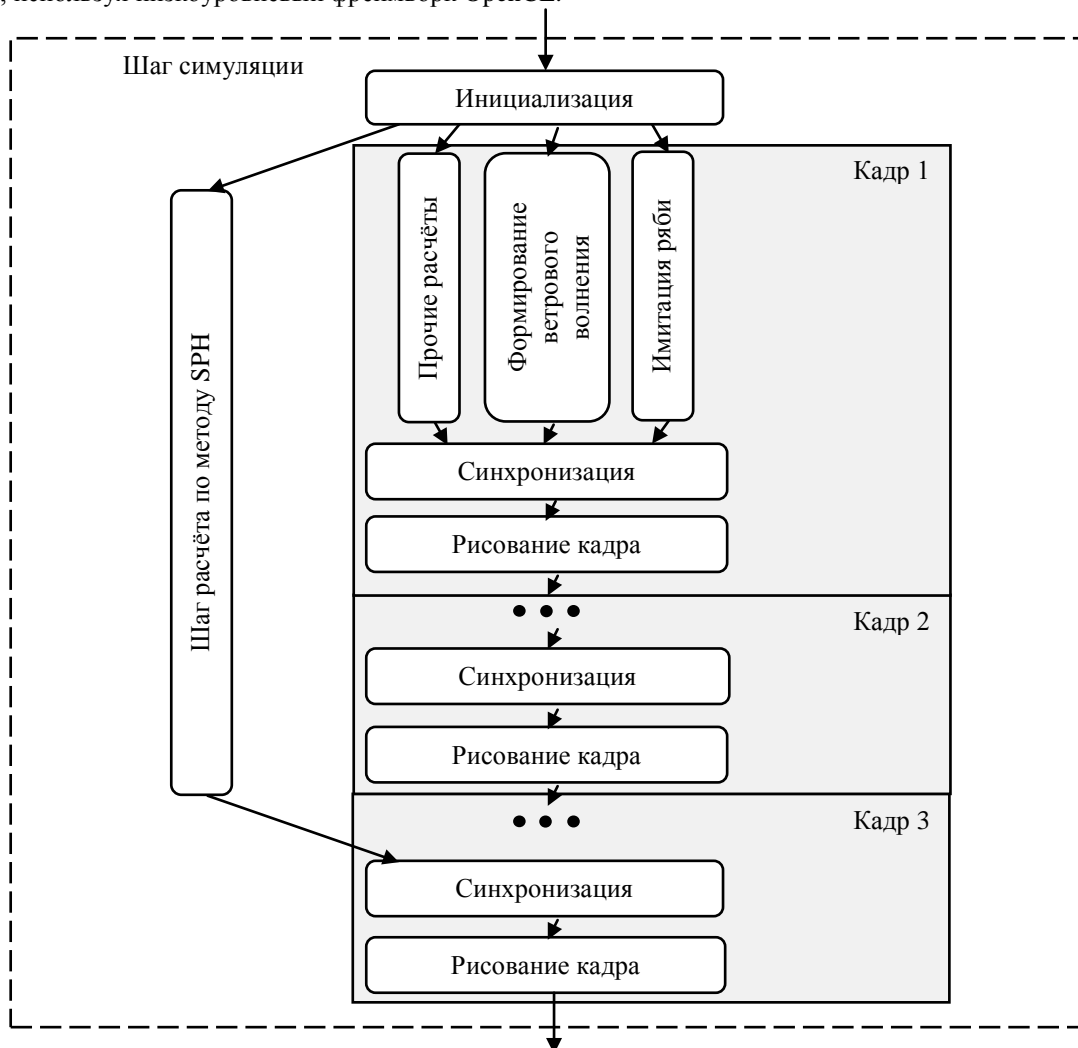 , используя низкоуровневый фреймворк OpenCL.
Шаг симуляции
Инициализация
Кадр 1
Прочие расчёты
Формирование
ветрового
волнения
Имитация ряби
Шаг расчёта по методу SPH
Синхронизация
Рисование кадра
Кадр 2
Синхронизация
Рисование кадра
Кадр 3
Синхронизация
Рисование кадра